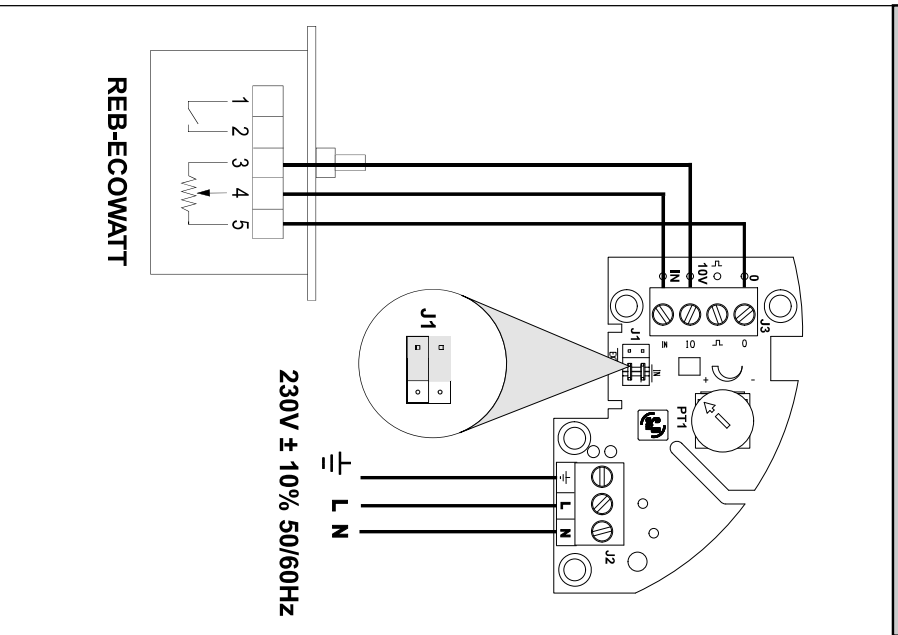 REB-ECOWATT
1
2
3
4
5
IN
10V
0
J3
IN
10
0
J1
IN
+
-
PT1
J1
L
N
J2
L
N
230V ± 10% 50/60Hz